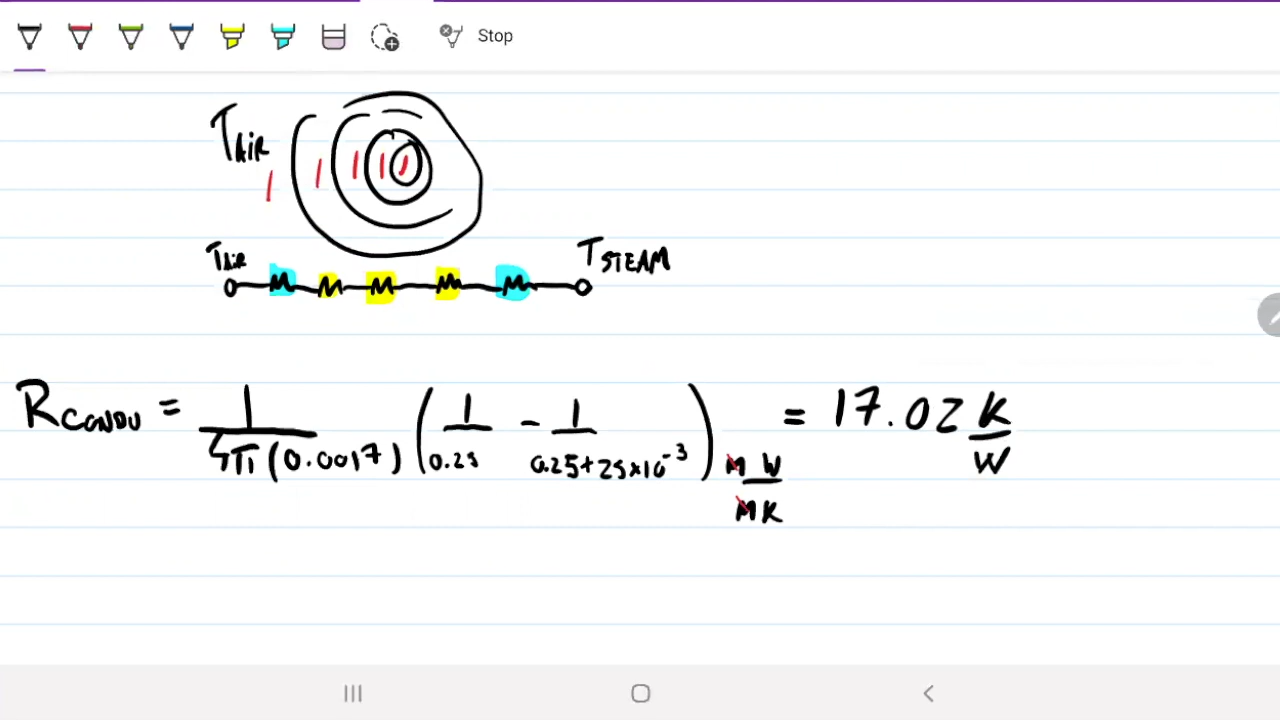 Stop
TAIR
TAIR TSTEAM
RCONDU = 1/(4π(0.0017)) (1/0.25 - 1/(0.25+25×10^-3)) M W/MK = 17.02 K/W